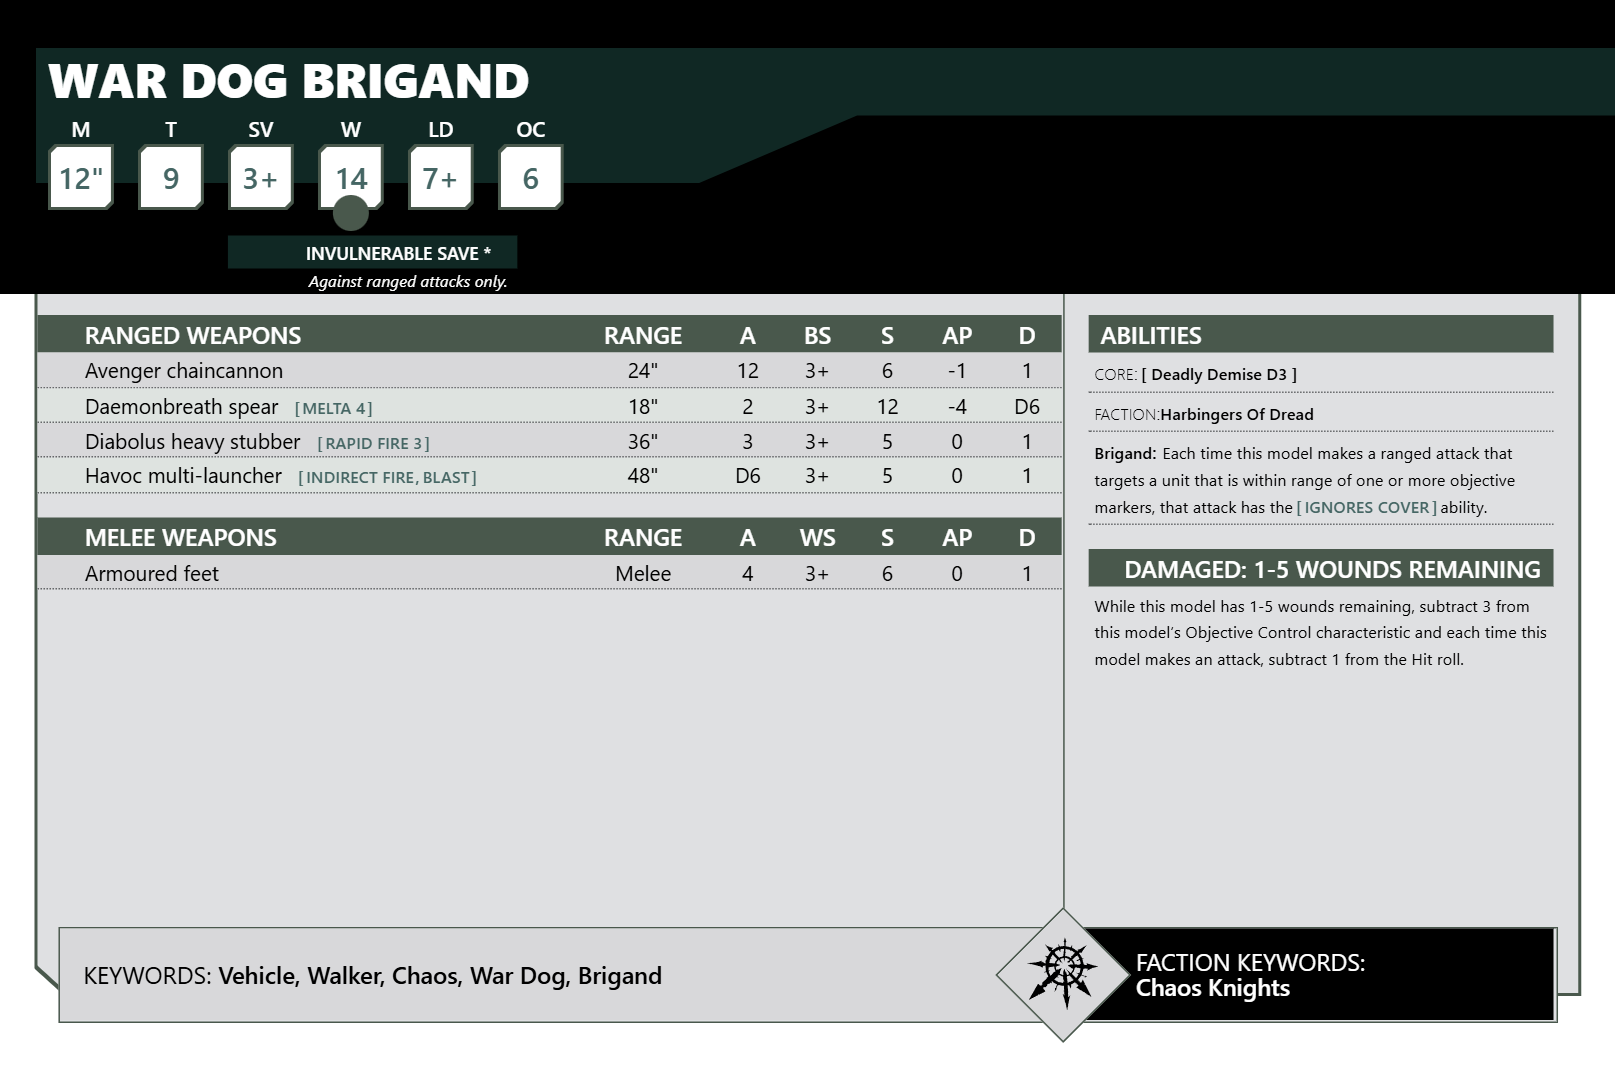 WAR DOG BRIGAND
M T SV W LD OC
12" 9 3+ 14 7+ 6
INVULNERABLE SAVE *
Against ranged attacks only.
RANGED WEAPONS RANGE A BS S AP D
Avenger chaincannon 24" 12 3+ 6 -1 1
Daemonbreath spear [MELTA 4] 18" 2 3+ 12 -4 D6
Diabolus heavy stubber [RAPID FIRE 3] 36" 3 3+ 5 0 1
Havoc multi-launcher [INDIRECT FIRE, BLAST] 48" D6 3+ 5 0 1
MELEE WEAPONS RANGE A WS S AP D
Armoured feet Melee 4 3+ 6 0 1
ABILITIES
CORE: [ Deadly Demise D3 ]
FACTION:Harbingers Of Dread
Brigand: Each time this model makes a ranged attack that
targets a unit that is within range of one or more objective
markers, that attack has the [IGNORES COVER] ability.
DAMAGED: 1-5 WOUNDS REMAINING
While this model has 1-5 wounds remaining, subtract 3 from
this model's Objective Control characteristic and each time this
model makes an attack, subtract 1 from the Hit roll.
KEYWORDS: Vehicle, Walker, Chaos, War Dog, Brigand
FACTION KEYWORDS:
Chaos Knights